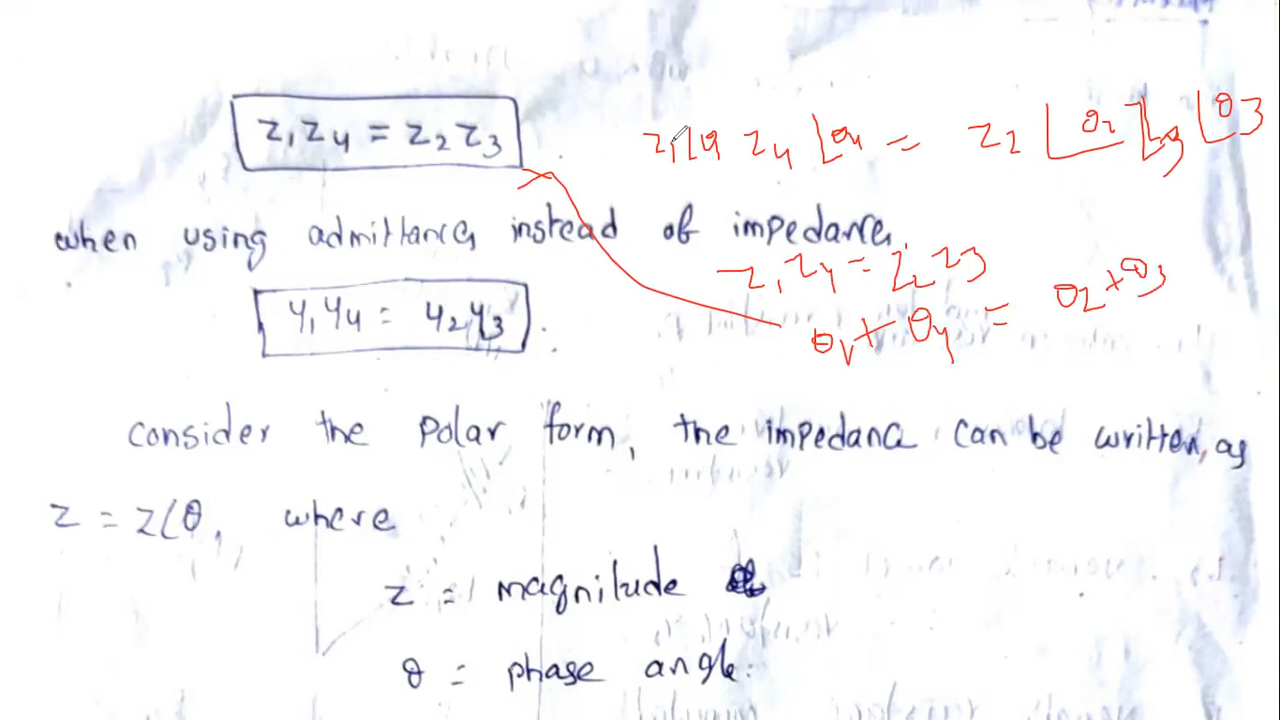 Z₁∠θ₁ Z₄∠θ₄ = Z₂∠θ₂ Z₃∠θ₃
Z₁Z₄ = Z₂Z₃
when using admittance instead of impedance
Z₁Z₄ = Z₂Z₃
Y₁Y₄ = Y₂Y₃.
θ₁ + θ₄ = θ₂ + θ₃
consider the polar form, the impedance can be written, as
Z = Z∠θ, where
Z = magnitude
θ = phase angle.